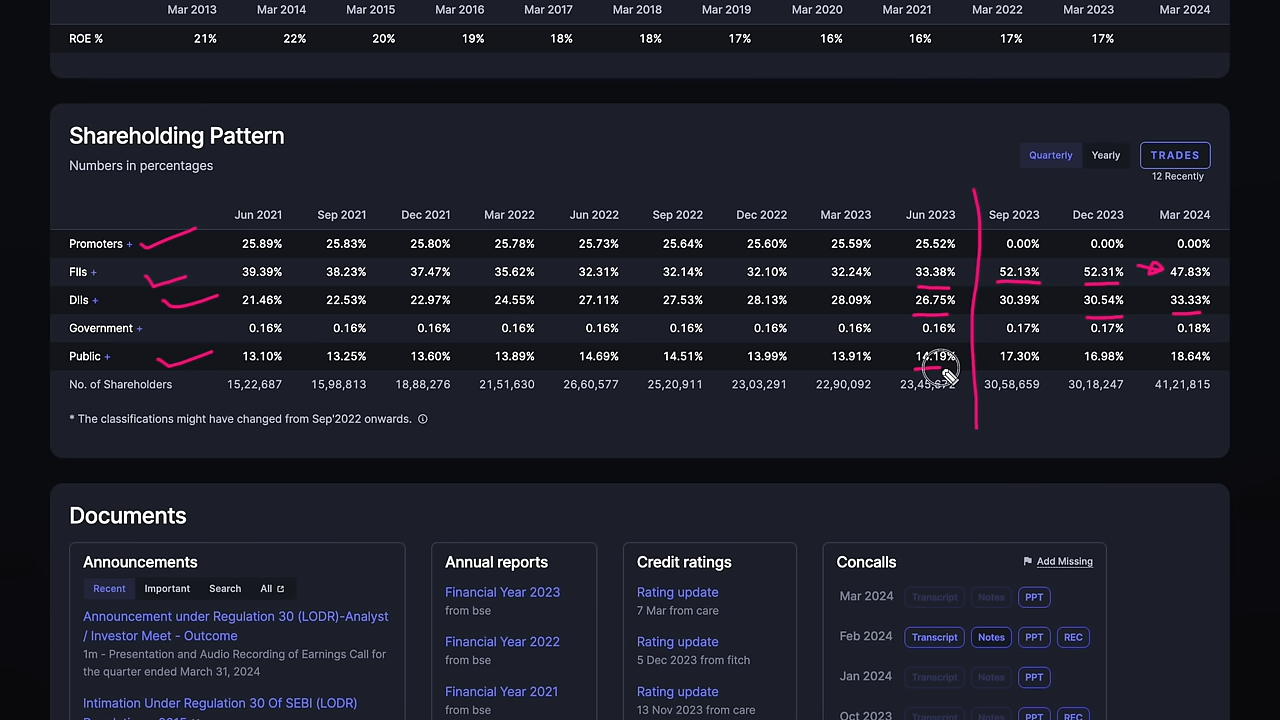 Mar 2013 Mar 2014 Mar 2015 Mar 2016 Mar 2017 Mar 2018 Mar 2019 Mar 2020 Mar 2021 Mar 2022 Mar 2023 Mar 2024
ROE % 21% 22% 20% 19% 18% 18% 17% 16% 16% 17% 17%
Shareholding Pattern
Numbers in percentages
Quarterly Yearly TRADES
12 Recently
Jun 2021 Sep 2021 Dec 2021 Mar 2022 Jun 2022 Sep 2022 Dec 2022 Mar 2023 Jun 2023 Sep 2023 Dec 2023 Mar 2024
Promoters + 25.89% 25.83% 25.80% 25.78% 25.73% 25.64% 25.60% 25.59% 25.52% 0.00% 0.00% 0.00%
FIIs + 39.39% 38.23% 37.47% 35.62% 32.31% 32.14% 32.10% 32.24% 33.38% 52.13% 52.31% 47.83%
DIIs + 21.46% 22.53% 22.97% 24.55% 27.11% 27.53% 28.13% 28.09% 26.75% 30.39% 30.54% 33.33%
Government + 0.16% 0.16% 0.16% 0.16% 0.16% 0.16% 0.16% 0.16% 0.16% 0.17% 0.17% 0.18%
Public + 13.10% 13.25% 13.60% 13.89% 14.69% 14.51% 13.99% 13.91% 14.19% 17.30% 16.98% 18.64%
No. of Shareholders 15,22,687 15,98,813 18,88,276 21,51,630 26,60,577 25,20,911 23,03,291 22,90,092 30,58,659 30,18,247 41,21,815
* The classifications might have changed from Sep'2022 onwards.
Documents
Announcements
Recent Important Search All
Announcement under Regulation 30 (LODR)-Analyst
/ Investor Meet - Outcome
1m - Presentation and Audio Recording of Earnings Call for
the quarter ended March 31, 2024
Intimation Under Regulation 30 Of SEBI (LODR)
Annual reports
Financial Year 2023
from bse
Financial Year 2022
from bse
Financial Year 2021
from bse
Credit ratings
Rating update
7 Mar from care
Rating update
5 Dec 2023 from fitch
Rating update
13 Nov 2023 from care
Concalls Add Missing
Mar 2024 Transcript Notes PPT
Feb 2024 Transcript Notes PPT REC
Jan 2024 Transcript Notes PPT
Oct 2023 Transcript Notes PPT REC